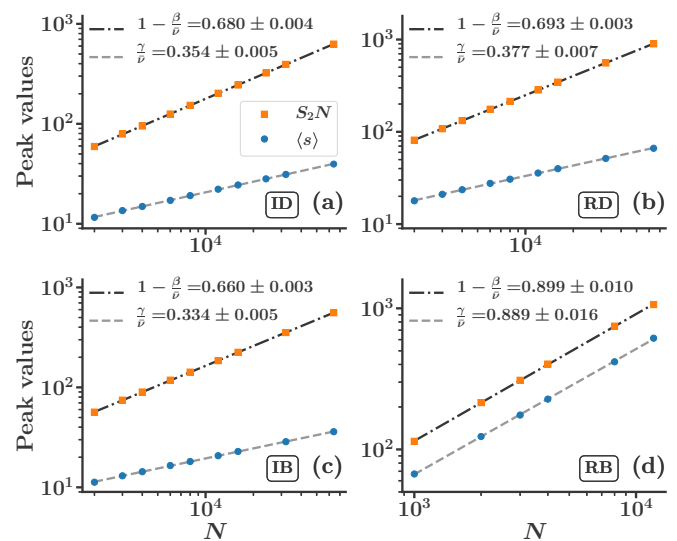 1 − β/ν̄ =0.680 ± 0.004
γ/ν̄ =0.354 ± 0.005
10³
10²
10¹
Peak values
S₂N
⟨s⟩
ID (a)
10⁴
1 − β/ν̄ =0.693 ± 0.003
γ/ν̄ =0.377 ± 0.007
10³
10²
10¹
RD (b)
10⁴
1 − β/ν̄ =0.660 ± 0.003
γ/ν̄ =0.334 ± 0.005
10³
10²
10¹
Peak values
IB (c)
10⁴
N
1 − β/ν̄ =0.899 ± 0.010
γ/ν̄ =0.889 ± 0.016
10³
10²
RB (d)
10³ 10⁴
N